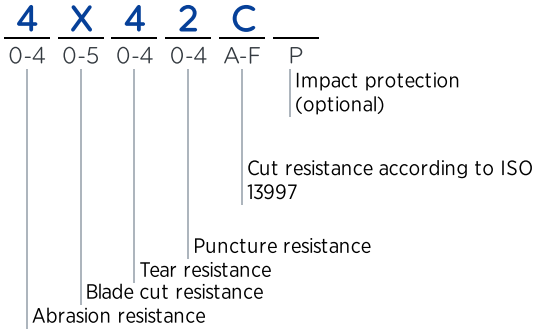 4 X 4 2 C
0-4 0-5 0-4 0-4 A-F P
Impact protection
(optional)
Cut resistance according to ISO
13997
Puncture resistance
Tear resistance
Blade cut resistance
Abrasion resistance